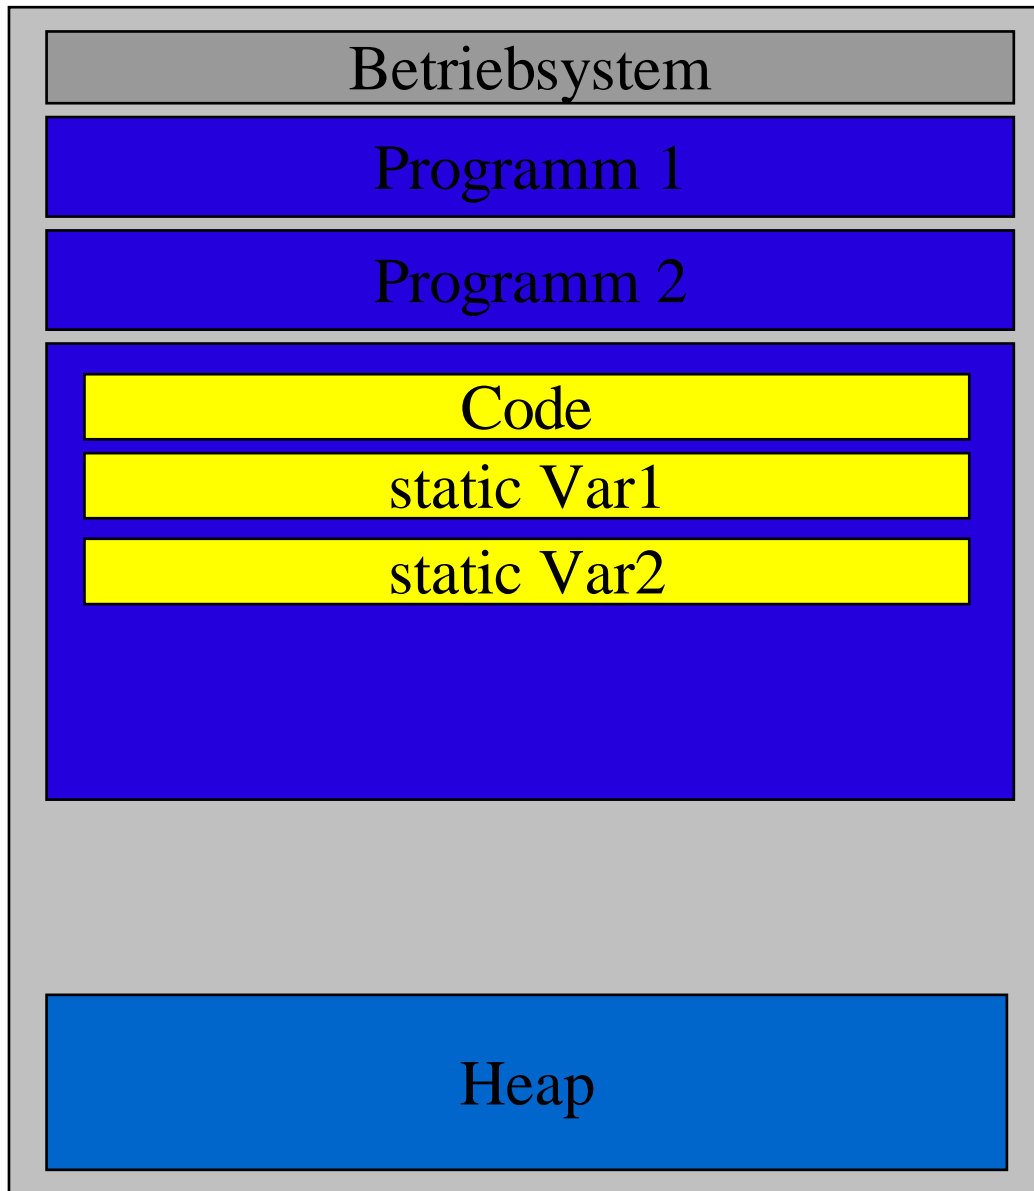 Betriebsystem
Programm 1
Programm 2
Code
static Var1
static Var2
Heap